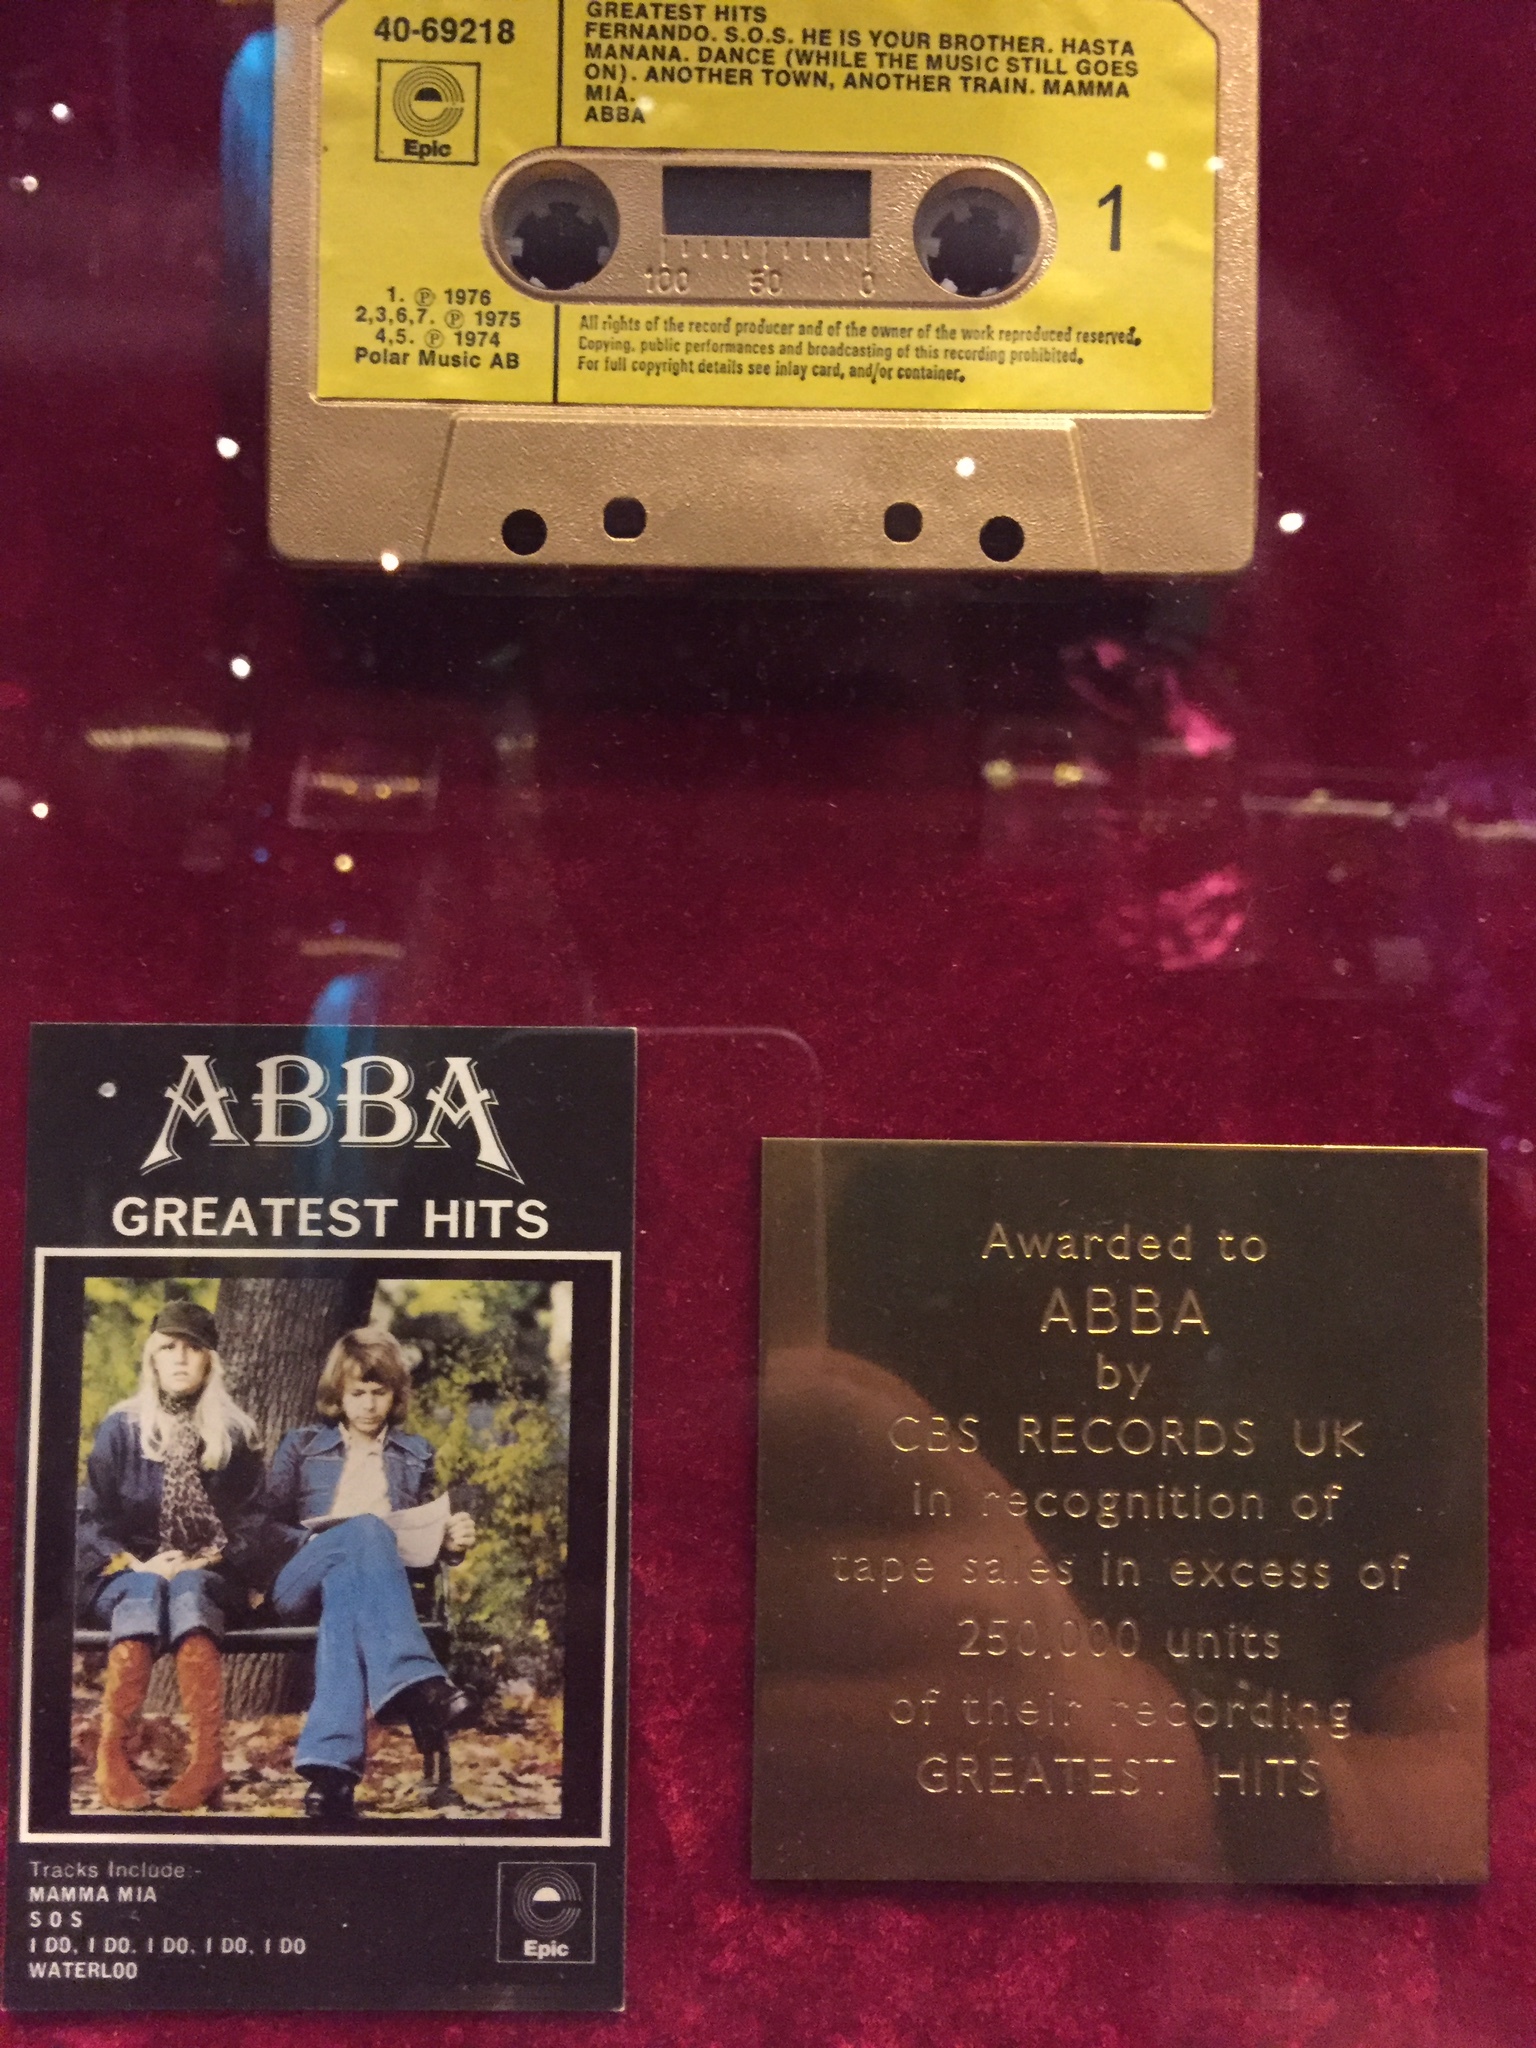 40-69218
Epic
GREATEST HITS
FERNANDO. S.O.S. HE IS YOUR BROTHER. HASTA
MANANA. DANCE (WHILE THE MUSIC STILL GOES
ON). ANOTHER TOWN, ANOTHER TRAIN. MAMMA
MIA.
ABBA
1
100 50 0
1. ℗ 1976
2,3,6,7. ℗ 1975
4,5. ℗ 1974
Polar Music AB
All rights of the record producer and of the owner of the work reproduced reserved.
Copying, public performances and broadcasting of this recording prohibited.
For full copyright details see inlay card, and/or container.
ABBA
GREATEST HITS
Tracks Include:-
MAMMA MIA
S O S
I DO, I DO, I DO, I DO, I DO
WATERLOO
Epic
Awarded to
ABBA
by
CBS RECORDS UK
in recognition of
tape sales in excess of
250,000 units
of their recording
GREATEST HITS